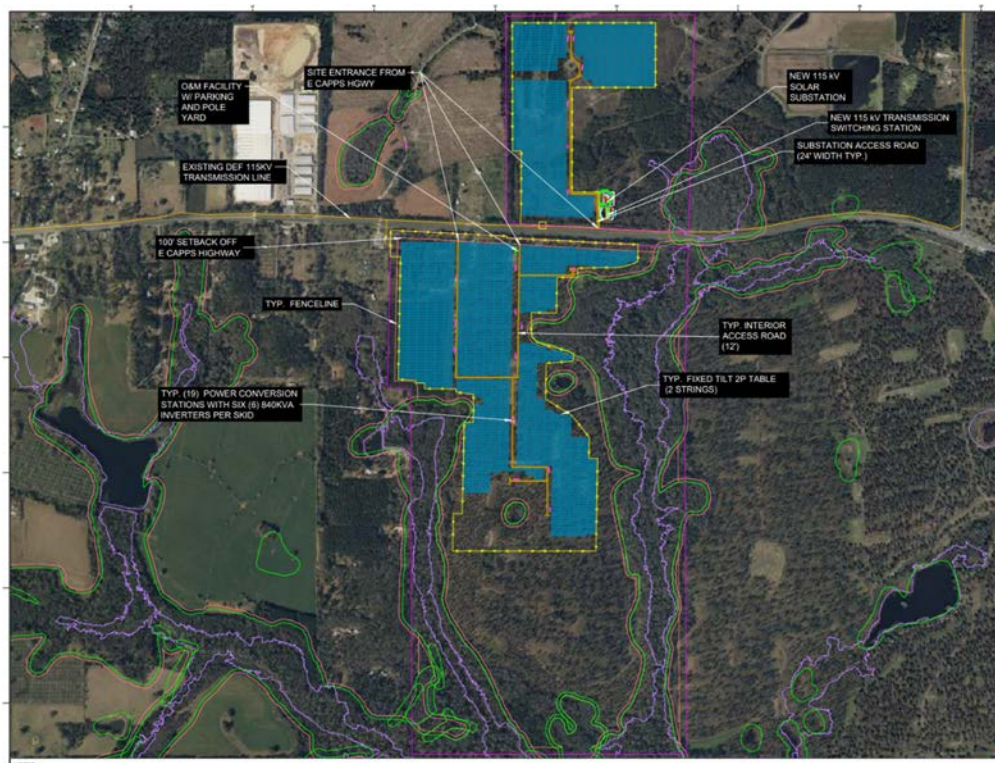 O&M FACILITY
W/ PARKING
AND POLE
YARD
SITE ENTRANCE FROM
E CAPPS HGWY
NEW 115 kV
SOLAR
SUBSTATION
NEW 115 kV TRANSMISSION
SWITCHING STATION
SUBSTATION ACCESS ROAD
(24' WIDTH TYP.)
EXISTING DEF 115KV
TRANSMISSION LINE
100' SETBACK OFF
E CAPPS HIGHWAY
TYP. FENCELINE
TYP. INTERIOR
ACCESS ROAD
(12')
TYP. FIXED TILT 2P TABLE
(2 STRINGS)
TYP. (19) POWER CONVERSION
STATIONS WITH SIX (6) 840KVA
INVERTERS PER SKID